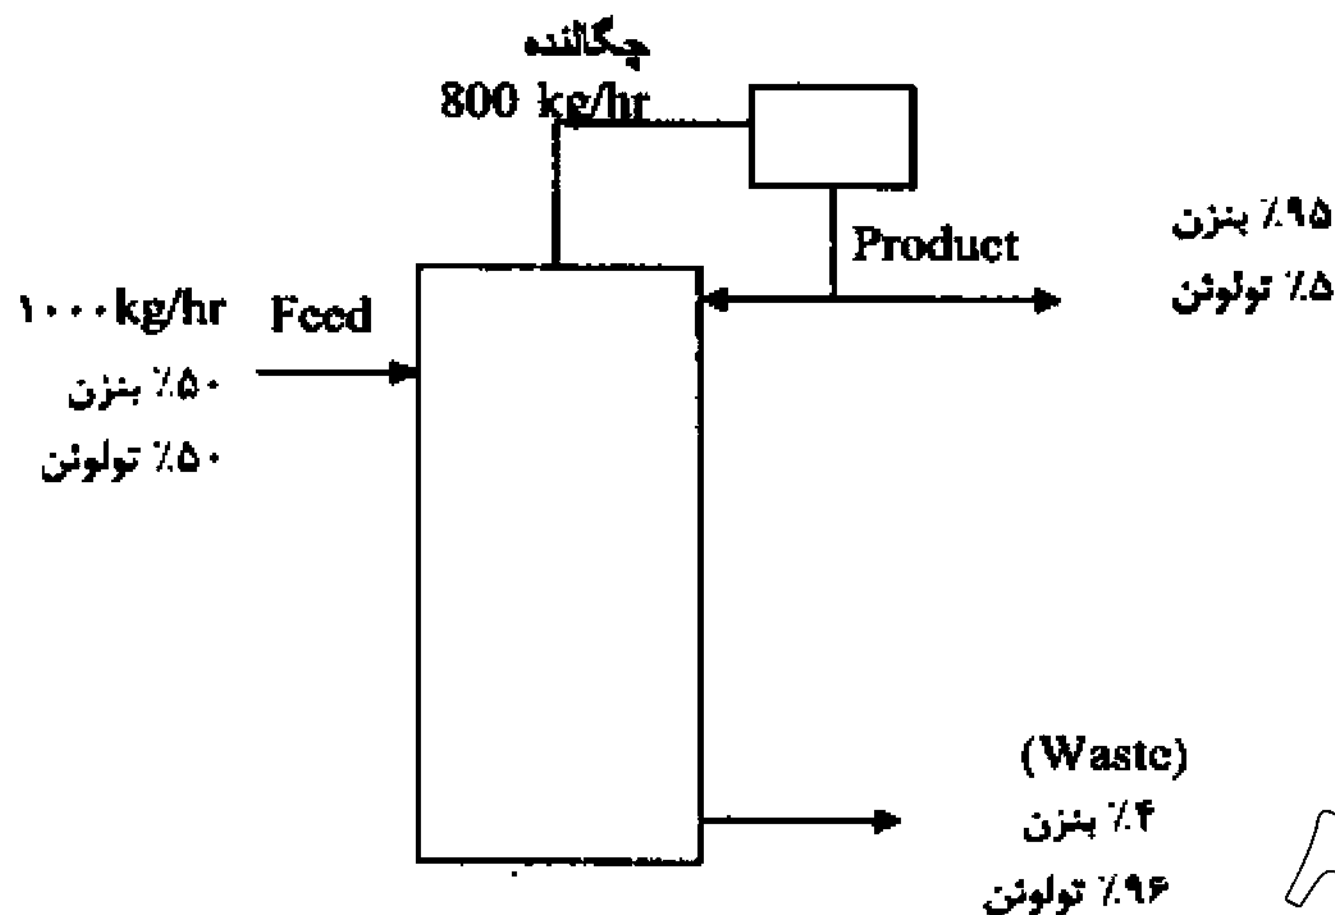 چگالنده
800 kg/hr
Product
٪۹۵ بنزن
٪۵ تولوئن
۱۰۰۰kg/hr
Feed
٪۵۰ بنزن
٪۵۰ تولوئن
(Waste)
٪۴ بنزن
٪۹۶ تولوئن